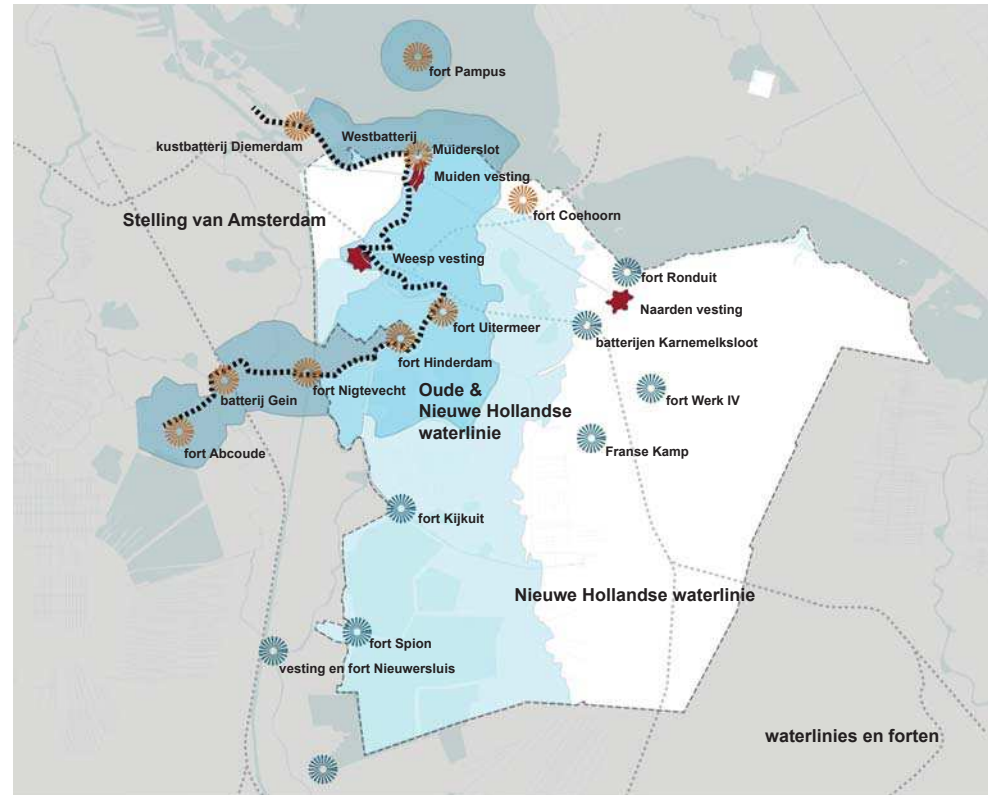 fort Pampus
Westbatterij
kustbatterij Diemerdam
Muiderslot
Muiden vesting
Stelling van Amsterdam
fort Coehoorn
Weesp vesting
fort Ronduit
Naarden vesting
fort Uitermeer
batterijen Karnemelksloot
fort Hinderdam
fort Nigtevecht
batterij Gein
Oude &
Nieuwe Hollandse
waterlinie
fort Werk IV
Franse Kamp
fort Abcoude
fort Kijkuit
Nieuwe Hollandse waterlinie
fort Spion
vesting en fort Nieuwersluis
waterlinies en forten